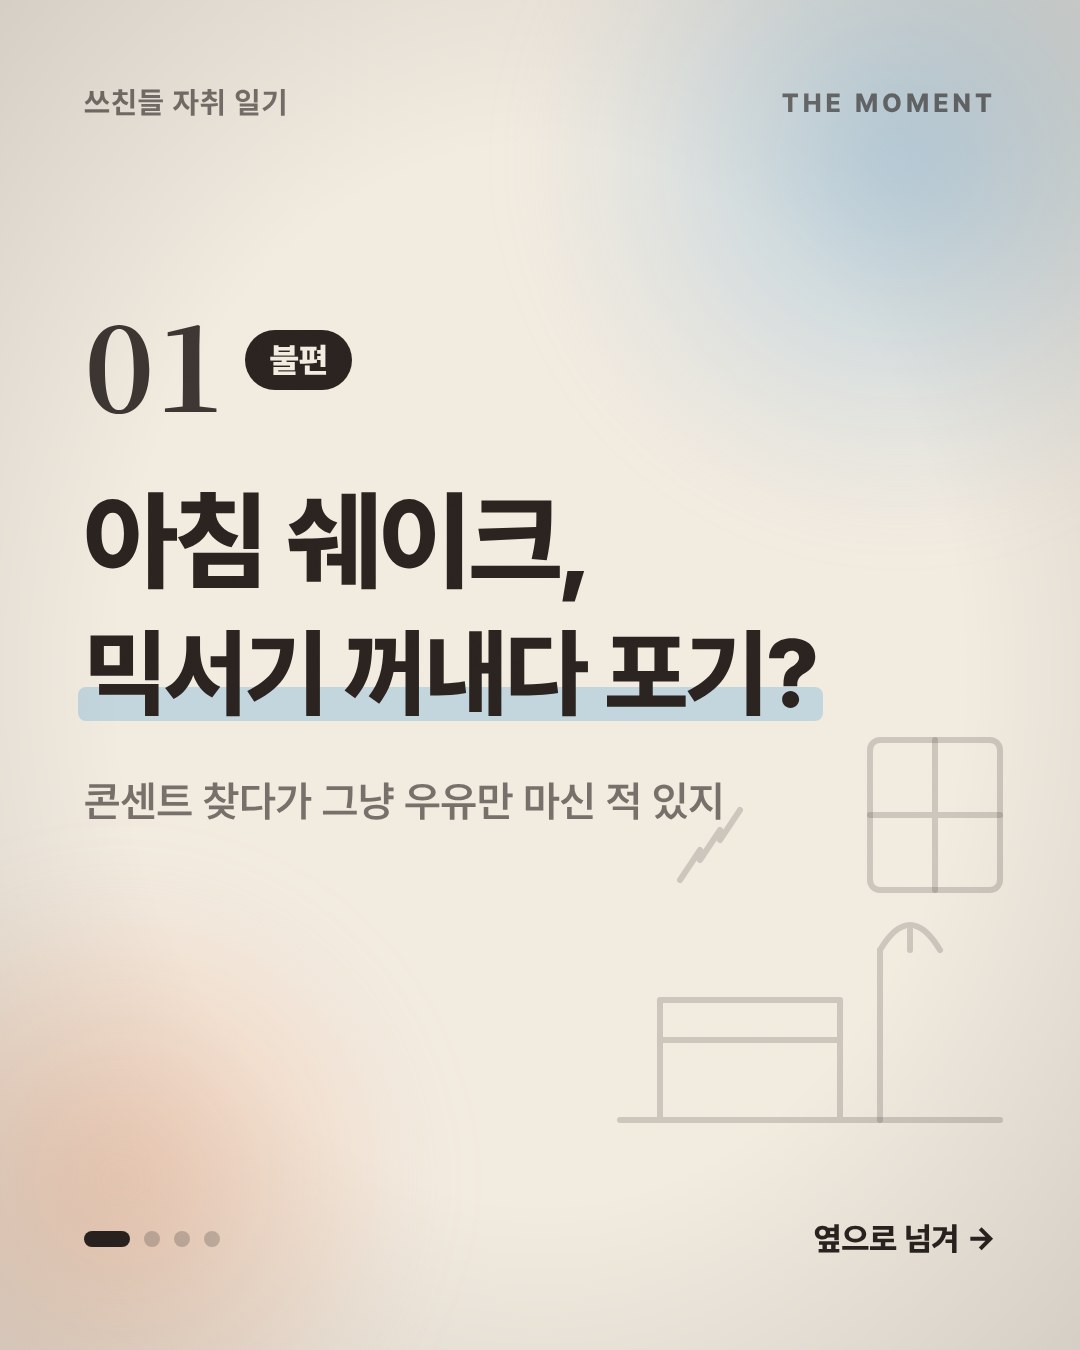 쓰친들 자취 일기
THE MOMENT
01 불편
아침 쉐이크,
믹서기 꺼내다 포기?
콘센트 찾다가 그냥 우유만 마신 적 있지
옆으로 넘겨 →